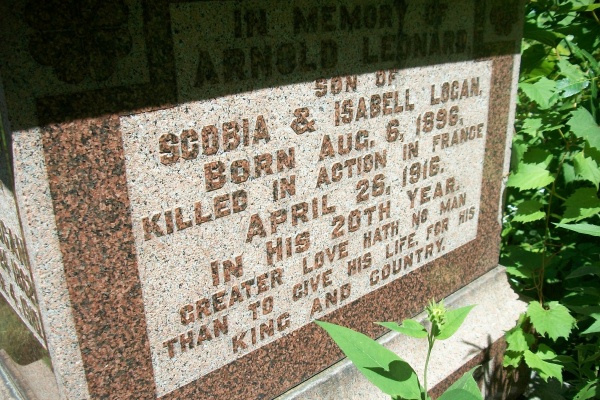 IN MEMORY OF
ARNOLD LEONARD
SON OF
SCOBIA & ISABELL LOGAN,
BORN AUG. 6, 1896.
KILLED IN ACTION IN FRANCE
APRIL 26, 1916.
IN HIS 20TH YEAR.
GREATER LOVE HATH NO MAN
THAN TO GIVE HIS LIFE, FOR HIS
KING AND COUNTRY.